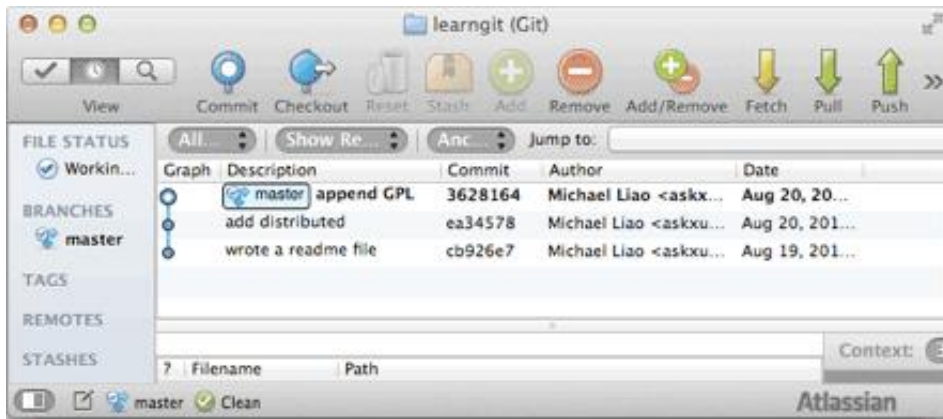 learngit (Git)
View Commit Checkout Reset Stash Add Remove Add/Remove Fetch Pull Push »
FILE STATUS All... Show Re... Anc... Jump to:
Workin... Graph Description Commit Author Date
master append GPL 3628164 Michael Liao <askx... Aug 20, 20...
BRANCHES add distributed ea34578 Michael Liao <askxu... Aug 20, 201...
master wrote a readme file cb926e7 Michael Liao <askxu... Aug 19, 201...
TAGS
REMOTES
STASHES Context:
? Filename Path
master Clean Atlassian